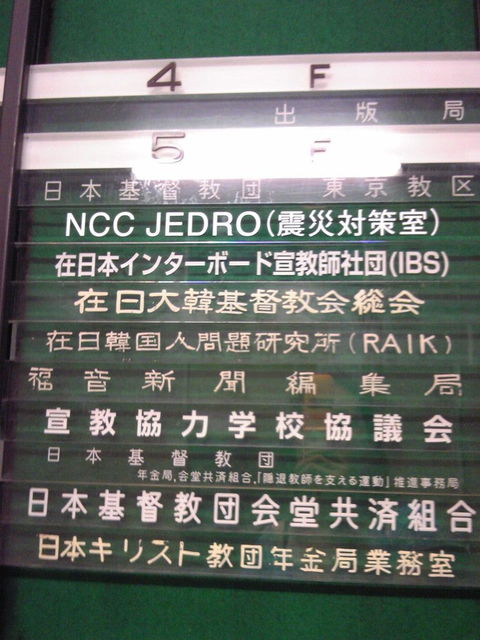 4 F
出版局
5 F
日本基督教団 東京教区
NCC JEDRO(震災対策室)
在日本インターボード宣教師社団(IBS)
在日大韓基督教会総会
在日韓国人問題研究所(RAIK)
福音新聞編集局
宣教協力学校協議会
日本基督教団
年金局,会堂共済組合,「隠退教師を支える運動」推進事務局
日本基督教団会堂共済組合
日本キリスト教団年金局業務室